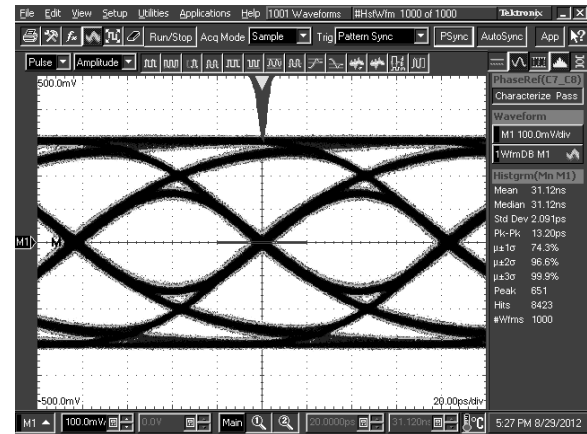 File Edit View Setup Utilities Applications Help 1001 Waveforms #HstWfm 1000 of 1000 Tektronix
Run/Stop Acq Mode Sample Trig Pattern Sync PSync AutoSync App
Pulse Amplitude
500.0mV
PhaseRef(C7_C8)
Characterize Pass
Waveform
M1 100.0mV/div
1WfmDB M1
Histgrm(Mn M1)
Mean 31.12ns
Median 31.12ns
Std Dev 2.091ps
Pk-Pk 13.20ps
µ±1σ 74.3%
µ±2σ 96.6%
µ±3σ 99.9%
Peak 651
Hits 8423
#Wfms 1000
M1 M
-500.0mV 20.00ps/div
M1 100.0mV/ 0.0V Main 20.0000ps 31.120ns °C 5:27 PM 8/29/2012